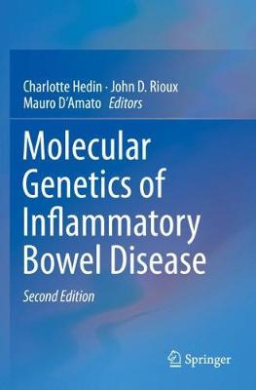 Charlotte Hedin · John D. Rioux
Mauro D'Amato Editors
Molecular
Genetics of
Inflammatory
Bowel Disease
Second Edition
Springer